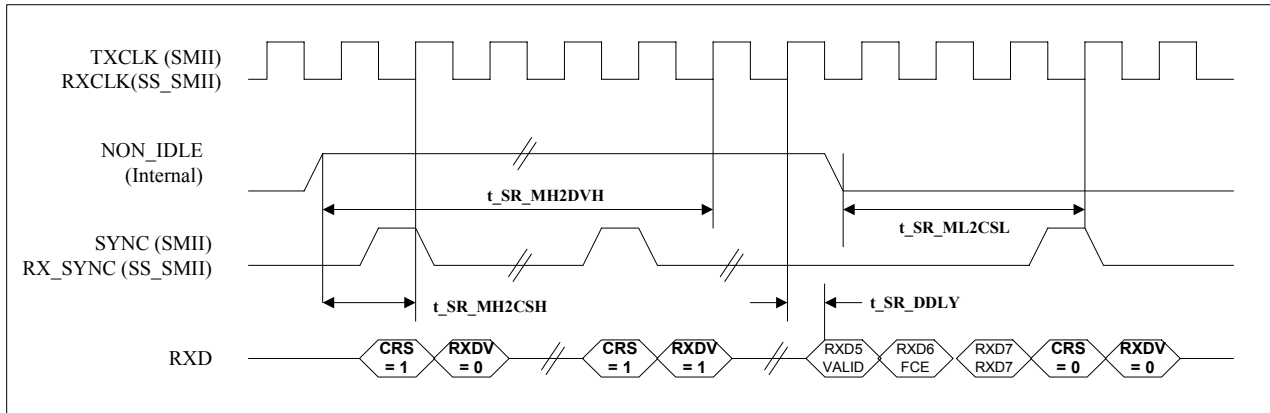 TXCLK (SMII)
RXCLK(SS_SMII)
NON_IDLE
(Internal)
t_SR_MH2DVH
t_SR_ML2CSL
SYNC (SMII)
RX_SYNC (SS_SMII)
t_SR_MH2CSH
t_SR_DDLY
RXD
CRS
= 1
RXDV
= 0
CRS
= 1
RXDV
= 1
RXD5
VALID
RXD6
FCE
RXD7
RXD7
CRS
= 0
RXDV
= 0